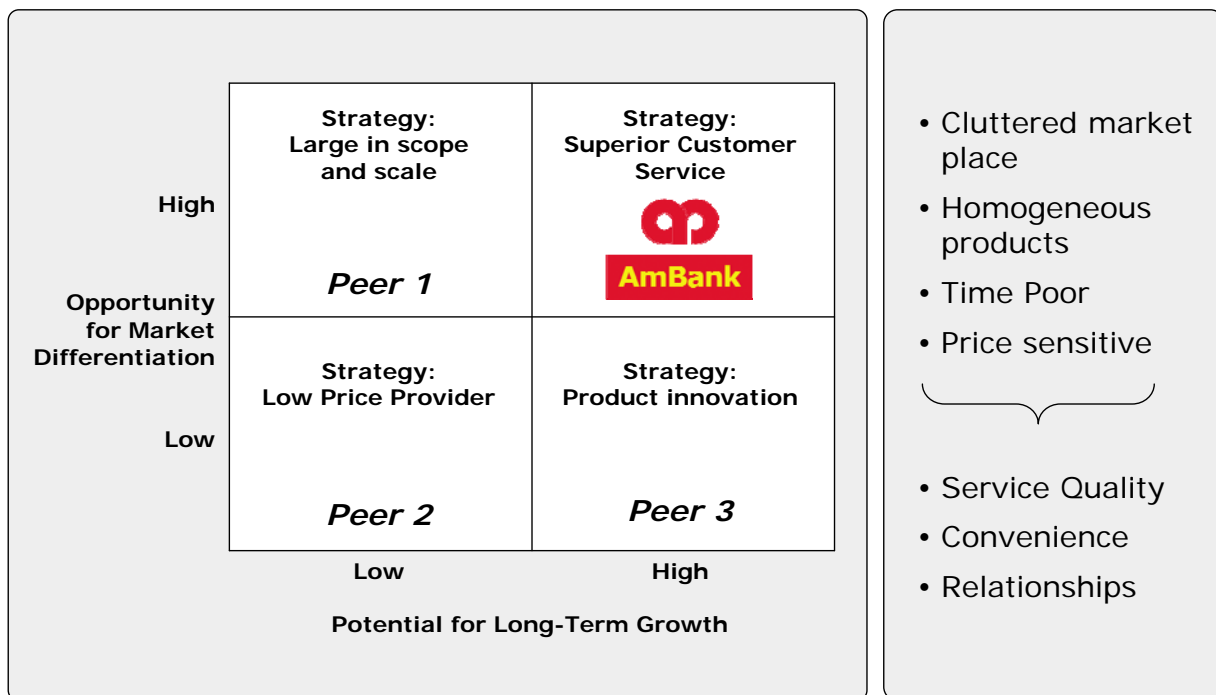 Strategy:
Large in scope
and scale
Peer 1
Strategy:
Superior Customer
Service
AmBank
High
Opportunity
for Market
Differentiation
Low
Strategy:
Low Price Provider
Peer 2
Strategy:
Product innovation
Peer 3
Low
High
Potential for Long-Term Growth
• Cluttered market
place
• Homogeneous
products
• Time Poor
• Price sensitive
• Service Quality
• Convenience
• Relationships